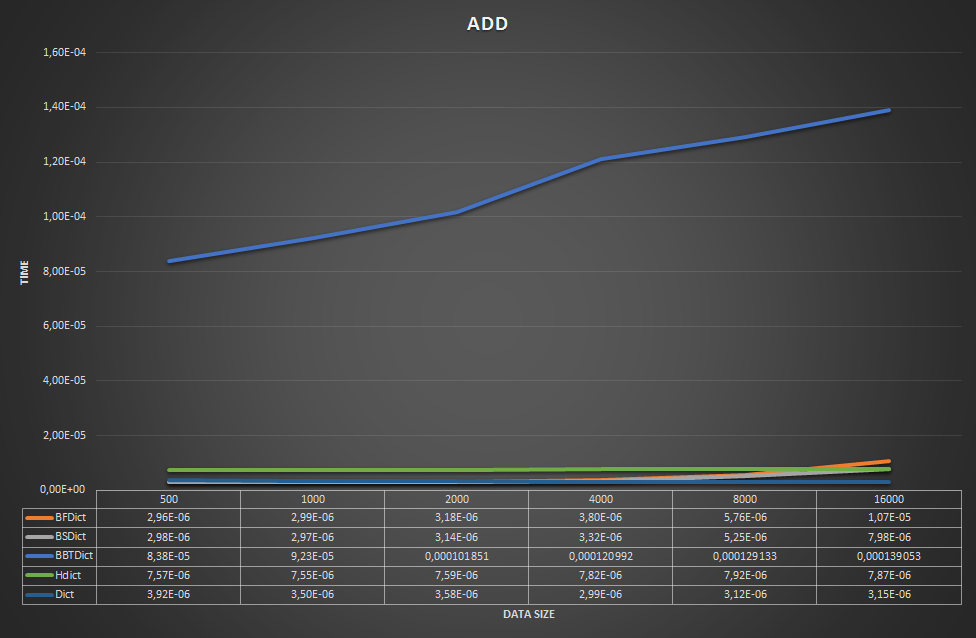 ADD
1,60E-04
1,40E-04
1,20E-04
1,00E-04
8,00E-05
6,00E-05
4,00E-05
2,00E-05
0,00E+00
TIME
500 1000 2000 4000 8000 16000
BFDict 2,96E-06 2,99E-06 3,18E-06 3,80E-06 5,76E-06 1,07E-05
BSDict 2,98E-06 2,97E-06 3,14E-06 3,32E-06 5,25E-06 7,98E-06
BBTDict 8,38E-05 9,23E-05 0,000101851 0,000120992 0,000129133 0,000139053
Hdict 7,57E-06 7,55E-06 7,59E-06 7,82E-06 7,92E-06 7,87E-06
Dict 3,92E-06 3,50E-06 3,58E-06 2,99E-06 3,12E-06 3,15E-06
DATA SIZE